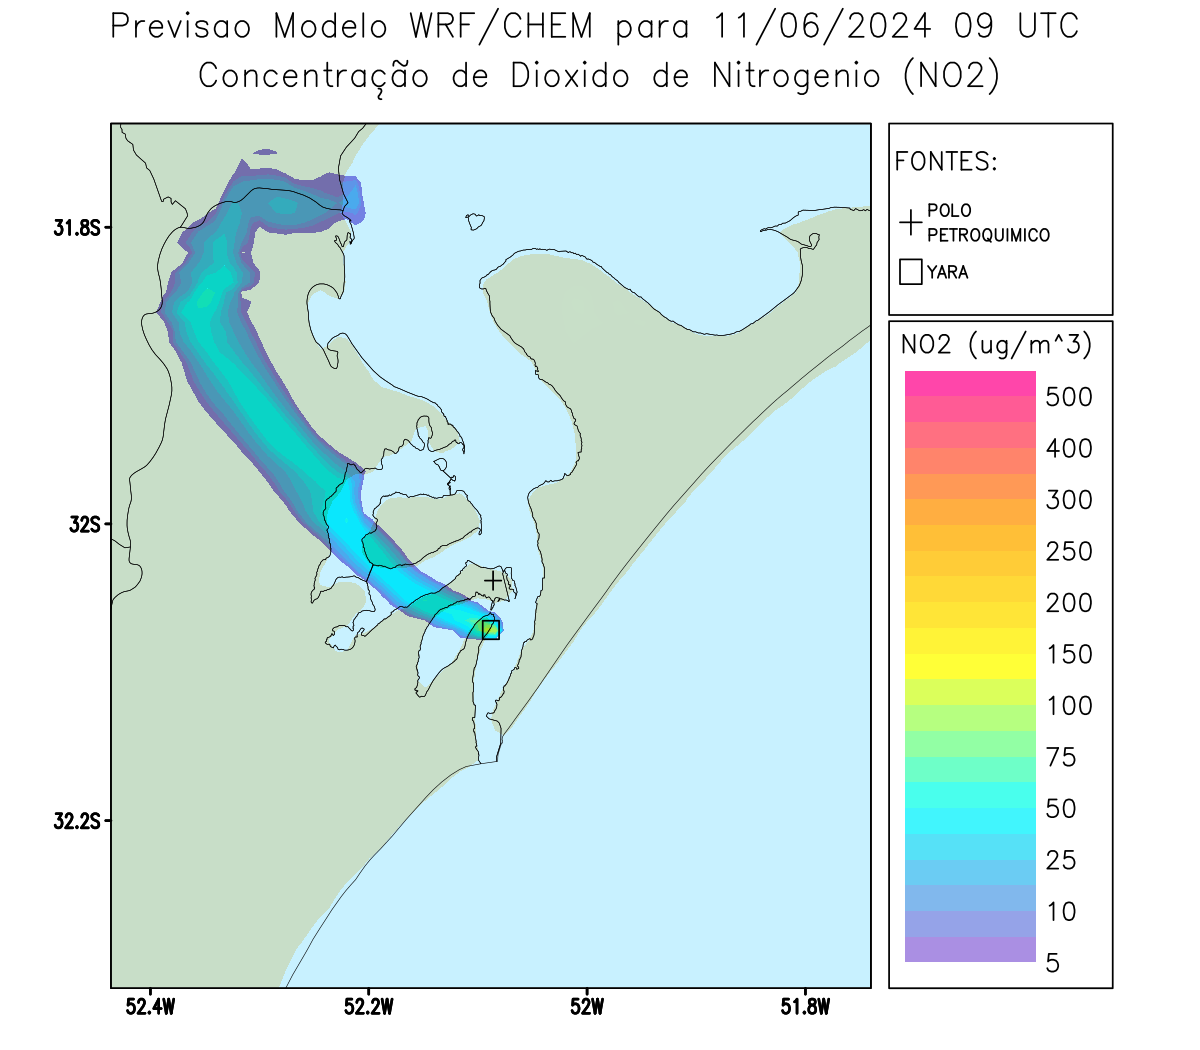 Previsao Modelo WRF/CHEM para 11/06/2024 09 UTC
Concentração de Dioxido de Nitrogenio (NO2)
FONTES:
POLO
PETROQUIMICO
YARA
NO2 (ug/m^3)
500
400
300
250
200
150
100
75
50
25
10
5
31.8S
32S
32.2S
52.4W
52.2W
52W
51.8W